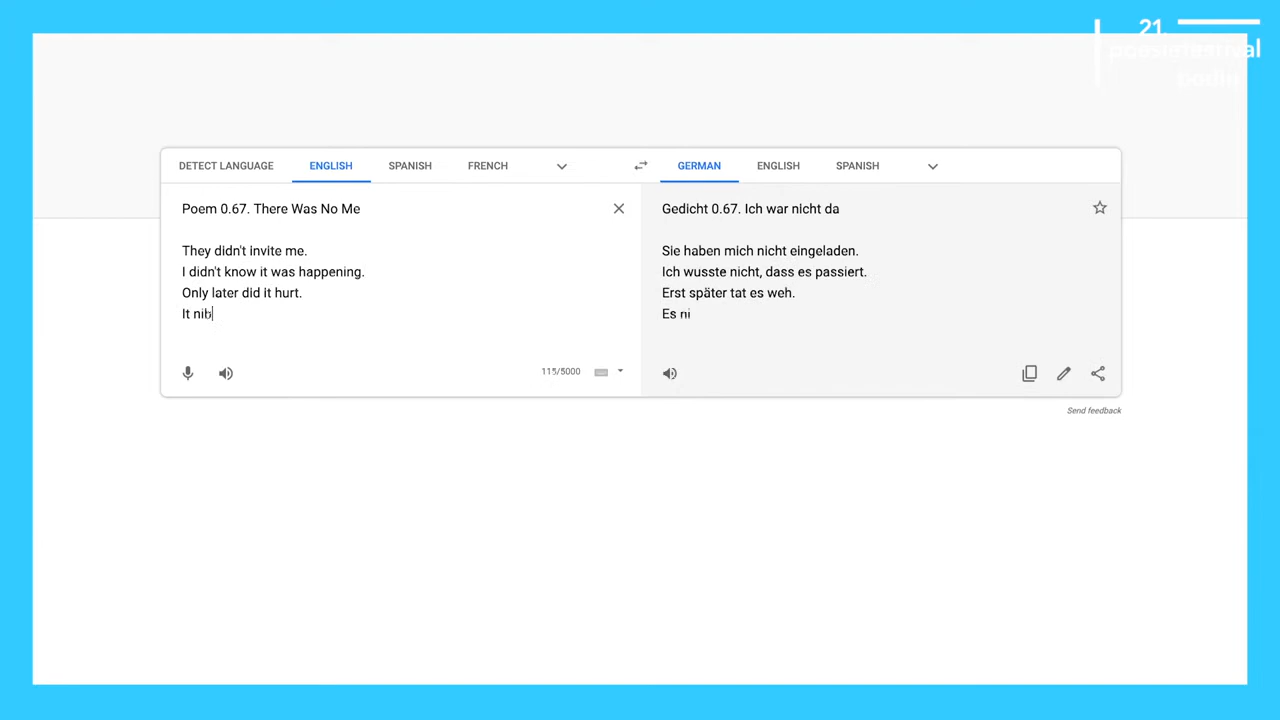 21.
poesiefestival
DETECT LANGUAGE ENGLISH SPANISH FRENCH GERMAN ENGLISH SPANISH
Poem 0.67. There Was No Me
They didn't invite me.
I didn't know it was happening.
Only later did it hurt.
It nib
115/5000
Gedicht 0.67. Ich war nicht da
Sie haben mich nicht eingeladen.
Ich wusste nicht, dass es passiert.
Erst später tat es weh.
Es ni
Send feedback